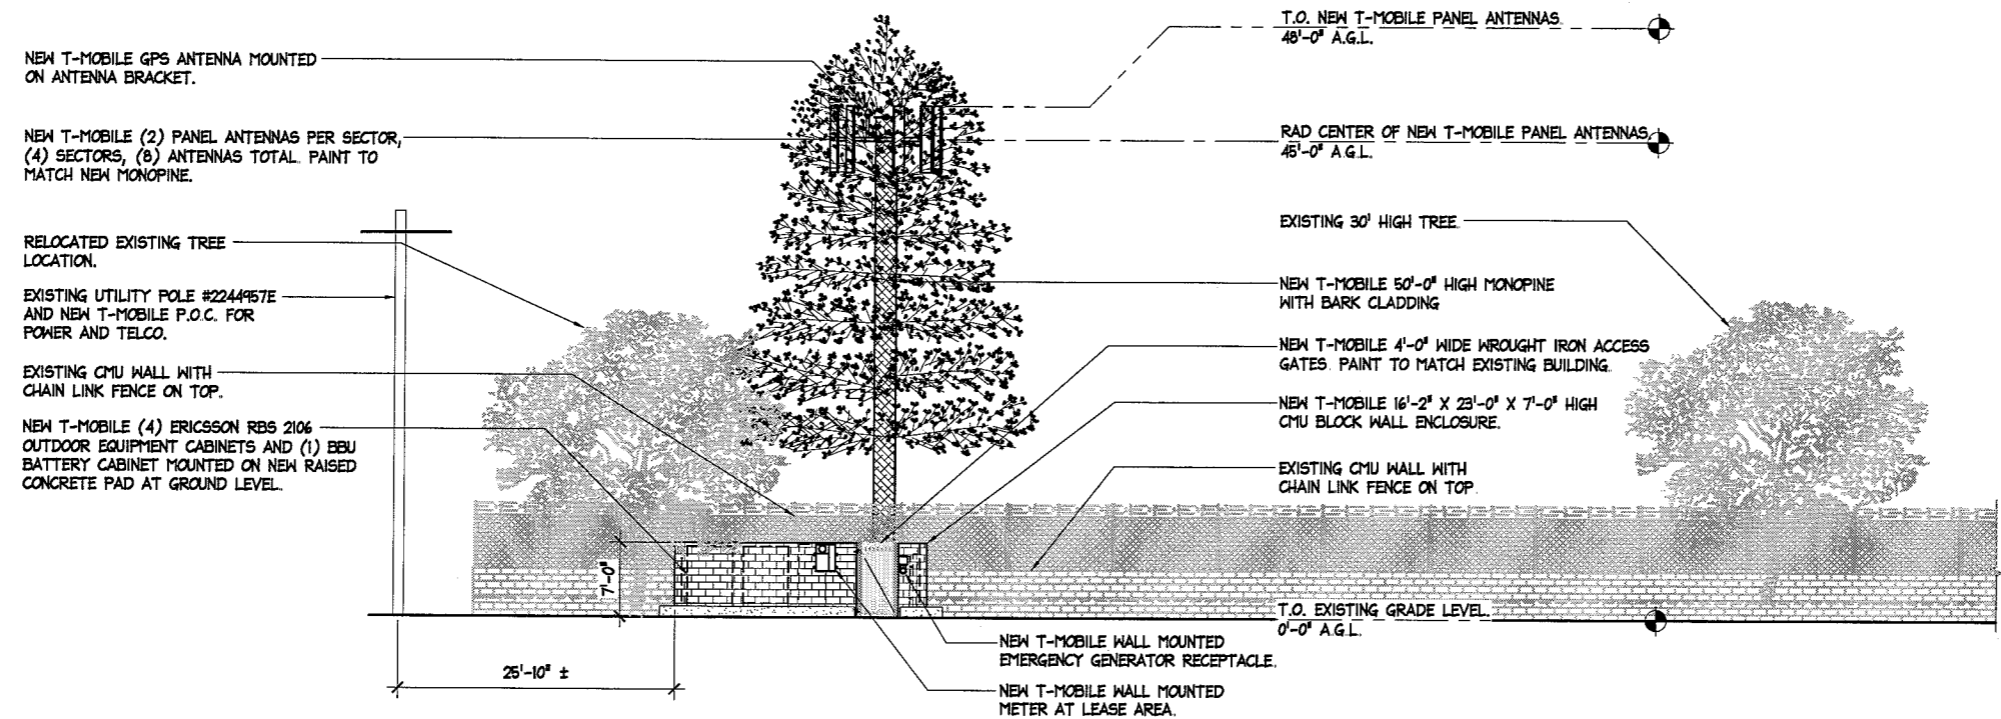 NEW T-MOBILE GPS ANTENNA MOUNTED
ON ANTENNA BRACKET.
NEW T-MOBILE (2) PANEL ANTENNAS PER SECTOR,
(4) SECTORS, (8) ANTENNAS TOTAL. PAINT TO
MATCH NEW MONOPINE.
RELOCATED EXISTING TREE
LOCATION.
EXISTING UTILITY POLE #2244957E
AND NEW T-MOBILE P.O.C. FOR
POWER AND TELCO.
EXISTING CMU WALL WITH
CHAIN LINK FENCE ON TOP.
NEW T-MOBILE (4) ERICSSON RBS 2106
OUTDOOR EQUIPMENT CABINETS AND (1) BBU
BATTERY CABINET MOUNTED ON NEW RAISED
CONCRETE PAD AT GROUND LEVEL.
7'-0"
25'-10" ±
T.O. NEW T-MOBILE PANEL ANTENNAS.
48'-0" A.G.L.
RAD CENTER OF NEW T-MOBILE PANEL ANTENNAS.
45'-0" A.G.L.
EXISTING 30' HIGH TREE.
NEW T-MOBILE 50'-0" HIGH MONOPINE
WITH BARK CLADDING
NEW T-MOBILE 4'-0" WIDE WROUGHT IRON ACCESS
GATES. PAINT TO MATCH EXISTING BUILDING.
NEW T-MOBILE 16'-2" X 23'-0" X 7'-0" HIGH
CMU BLOCK WALL ENCLOSURE.
EXISTING CMU WALL WITH
CHAIN LINK FENCE ON TOP.
T.O. EXISTING GRADE LEVEL.
0'-0" A.G.L.
NEW T-MOBILE WALL MOUNTED
EMERGENCY GENERATOR RECEPTACLE.
NEW T-MOBILE WALL MOUNTED
METER AT LEASE AREA.